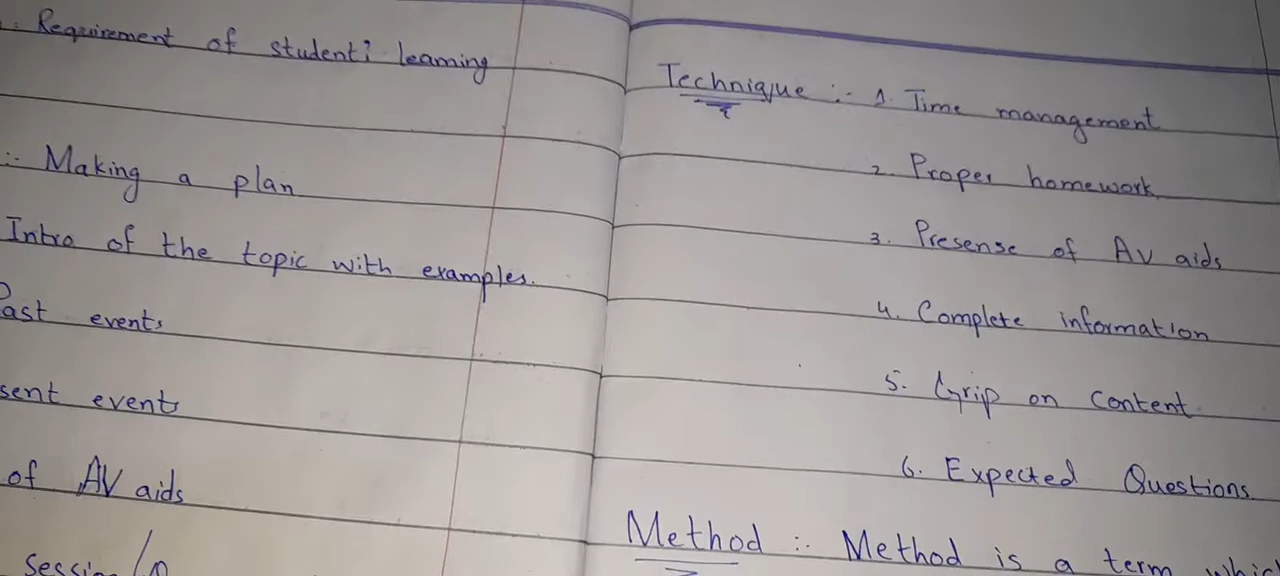 Requirement of student's learning
:- Making a plan
Intro of the topic with examples.
Past events
sent events
of AV aids
Technique :- 1. Time management
2. Proper homework
3. Presense of AV aids
4. Complete information
5. Grip on content
6. Expected Questions
Method :- Method is a term which